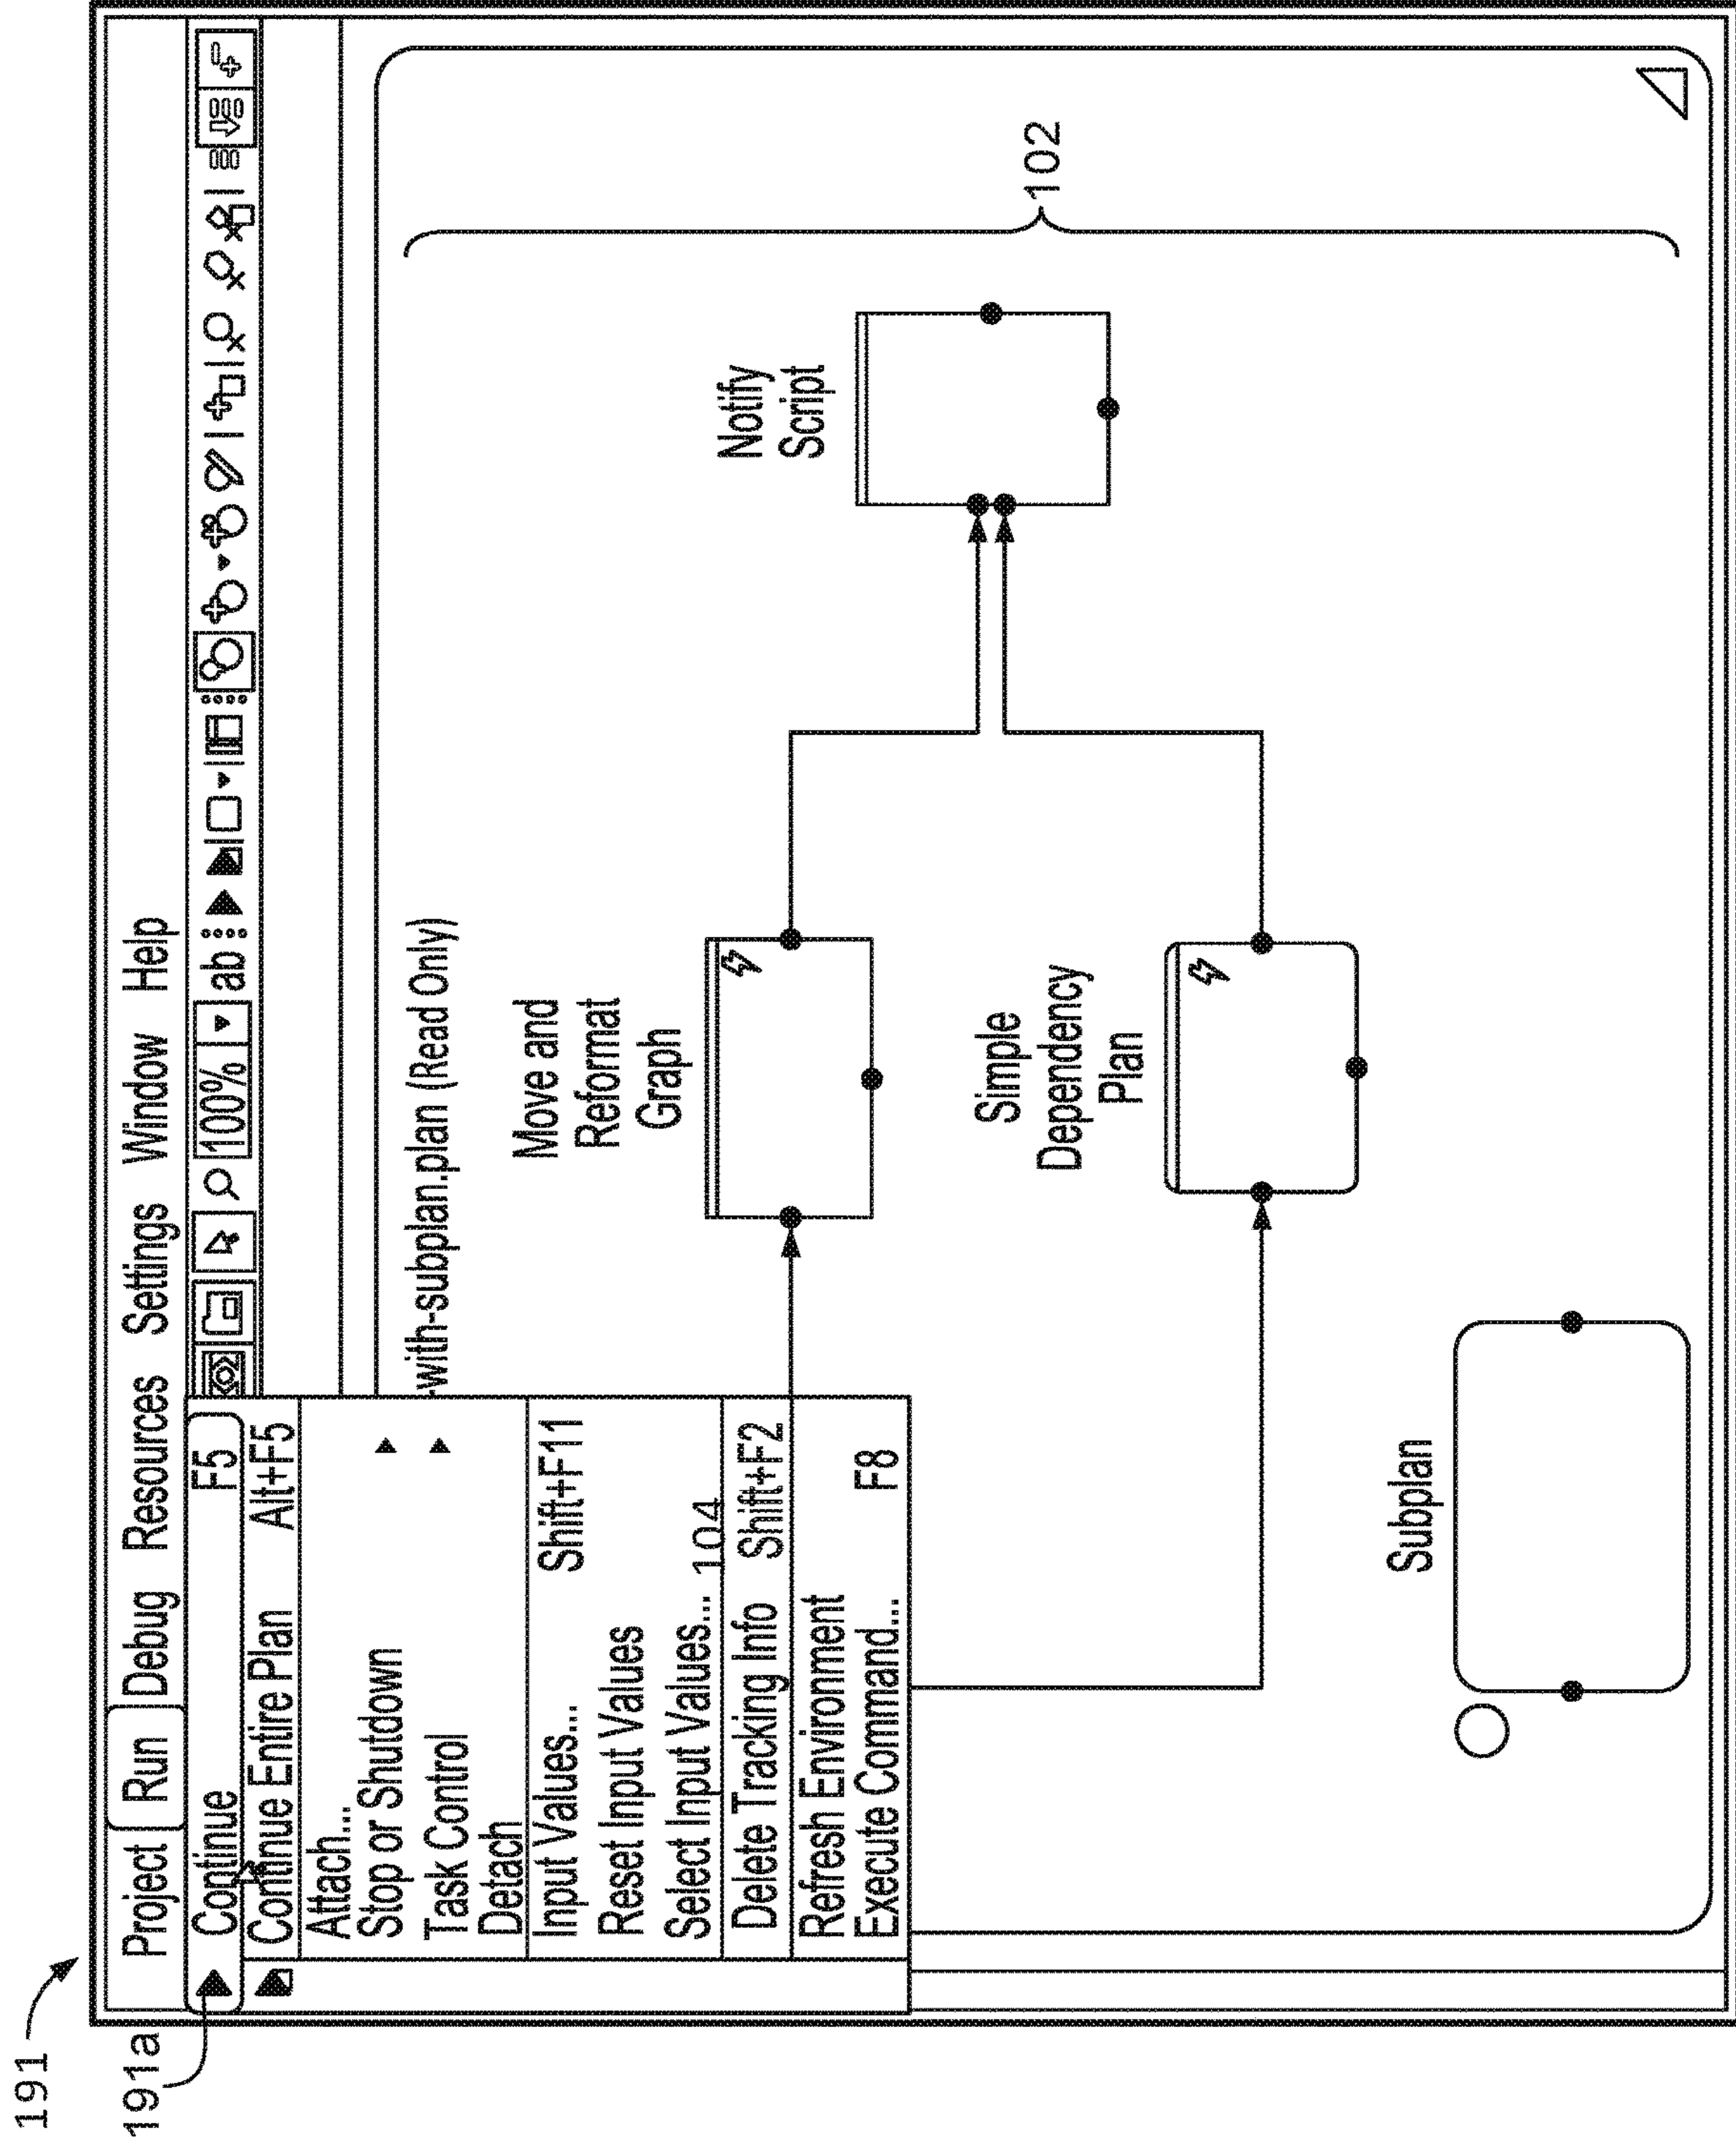 191
191a
Project Run Debug Resources Settings Window Help
100% ab
Continue F5
Continue Entire Plan Alt+F5
Attach...
Stop or Shutdown
Task Control
Detach
Input Values... Shift+F11
Reset Input Values
Select Input Values...
104
Delete Tracking Info Shift+F2
Refresh Environment
Execute Command... F8
-with-subplan.plan (Read Only)
Move and
Reformat
Graph
Notify
Script
Simple
Dependency
Plan
102
Subplan